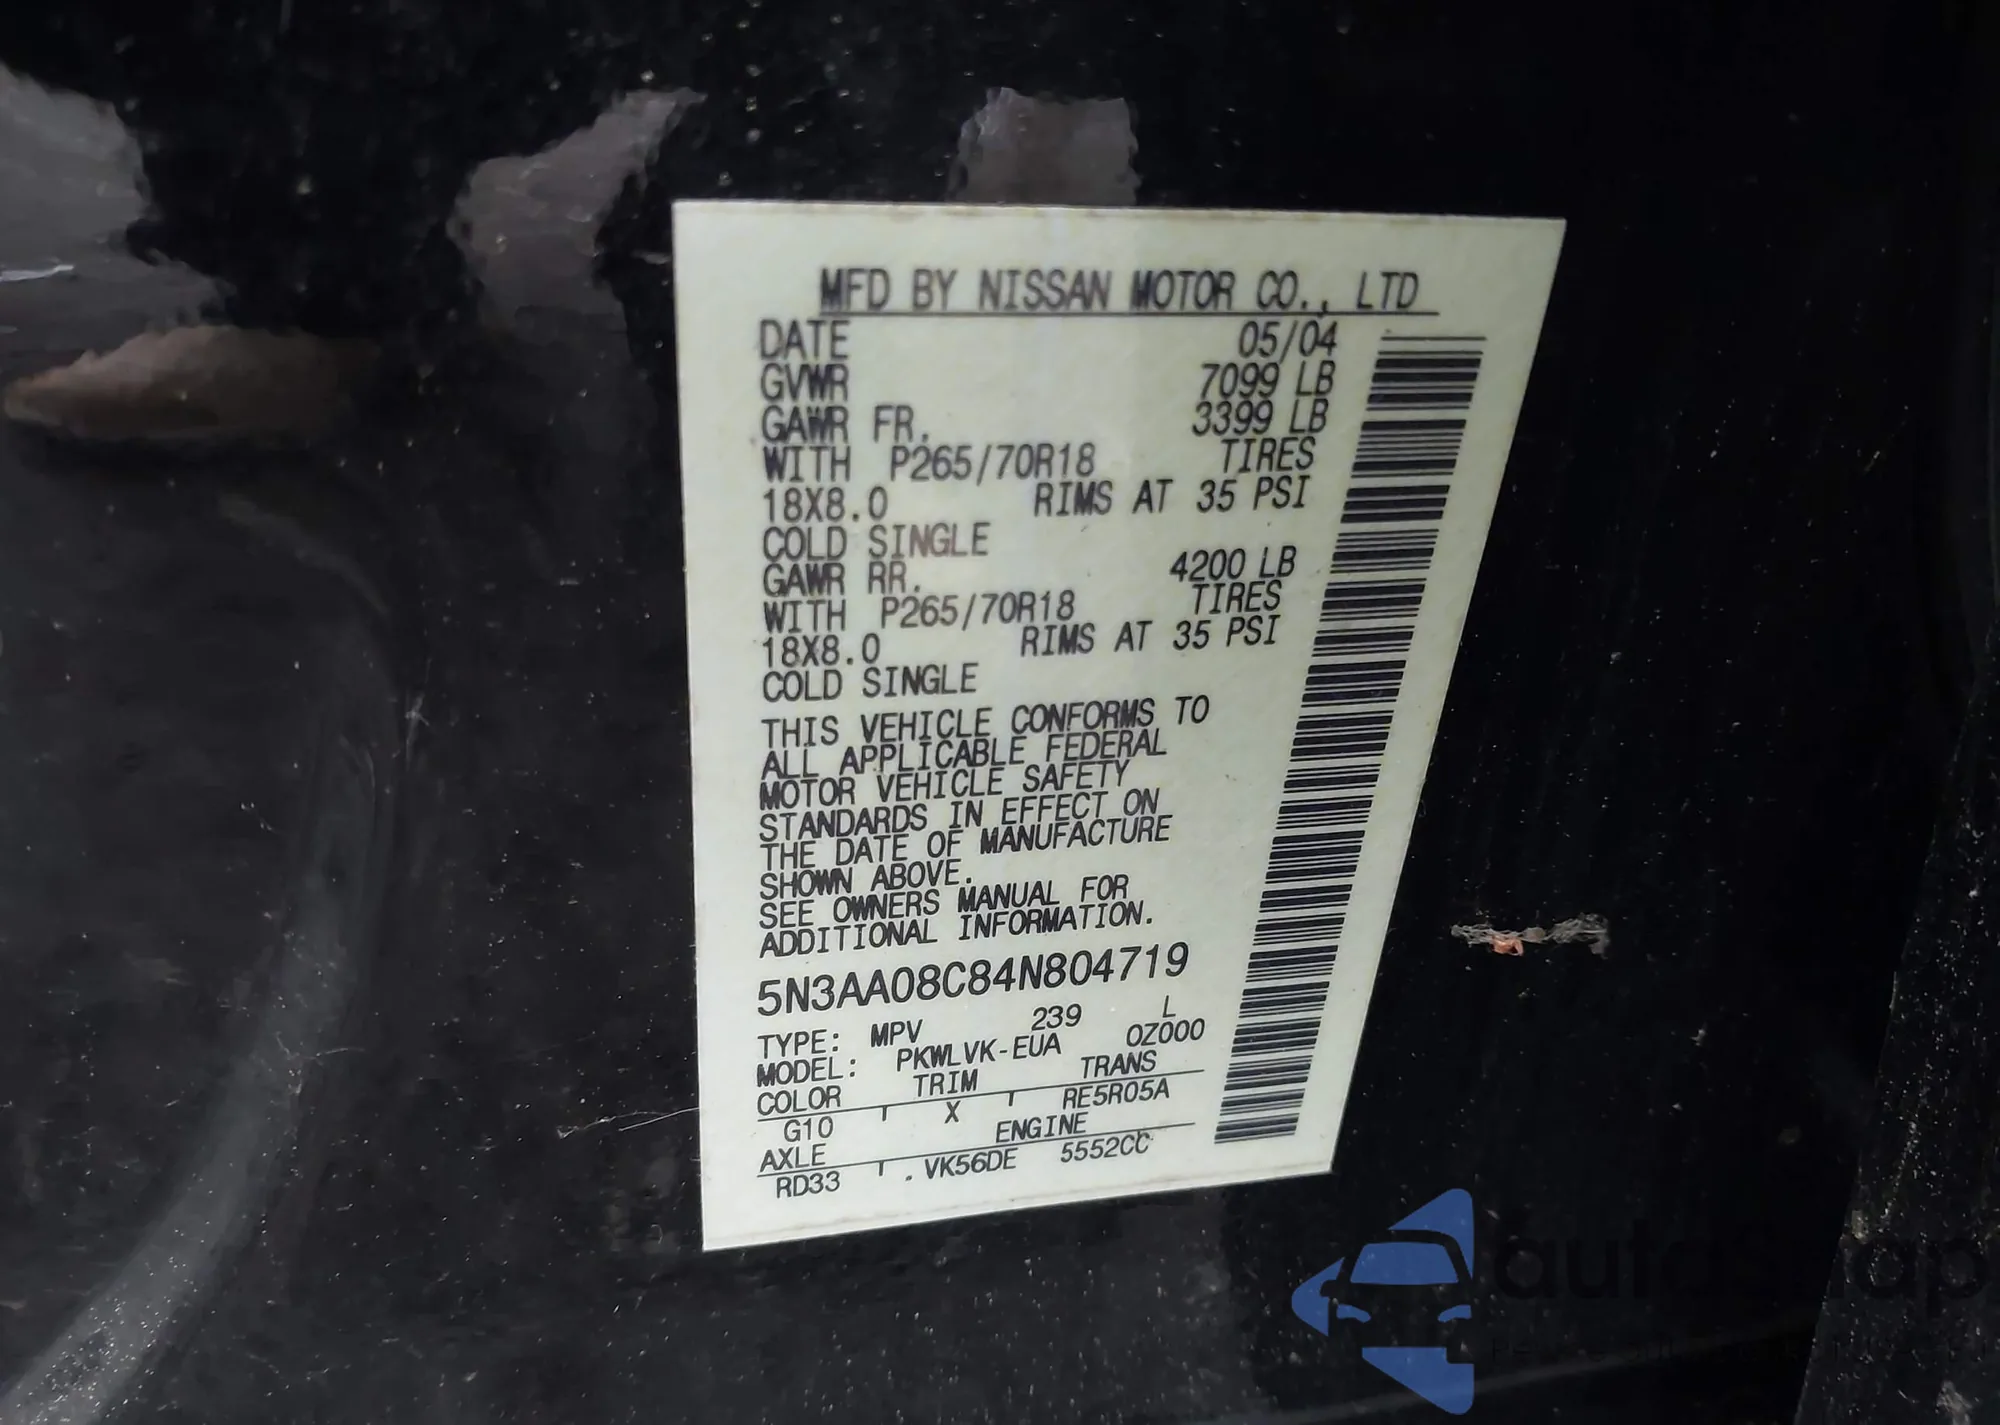 MFD BY NISSAN MOTOR CO., LTD
DATE 05/04
GVWR 7099 LB
GAWR FR. 3399 LB
WITH P265/70R18 TIRES
18X8.0 RIMS AT 35 PSI
COLD SINGLE
GAWR RR. 4200 LB
WITH P265/70R18 TIRES
18X8.0 RIMS AT 35 PSI
COLD SINGLE
THIS VEHICLE CONFORMS TO
ALL APPLICABLE FEDERAL
MOTOR VEHICLE SAFETY
STANDARDS IN EFFECT ON
THE DATE OF MANUFACTURE
SHOWN ABOVE.
SEE OWNERS MANUAL FOR
ADDITIONAL INFORMATION.
5N3AA08C84N804719
TYPE: MPV 239 L
MODEL: PKWLVK-EUA 0Z000
COLOR TRIM TRANS
G10 X RE5R05A
AXLE ENGINE
RD33 . VK56DE 5552CC
autoSnap